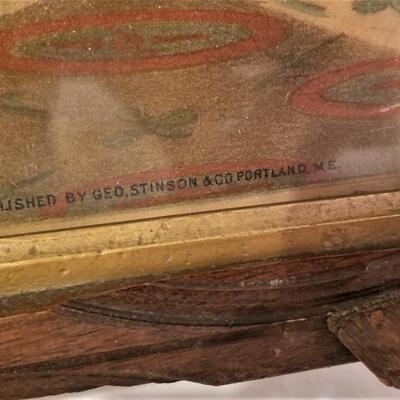 LISHED BY GEO. STINSON & CO. PORTLAND, ME